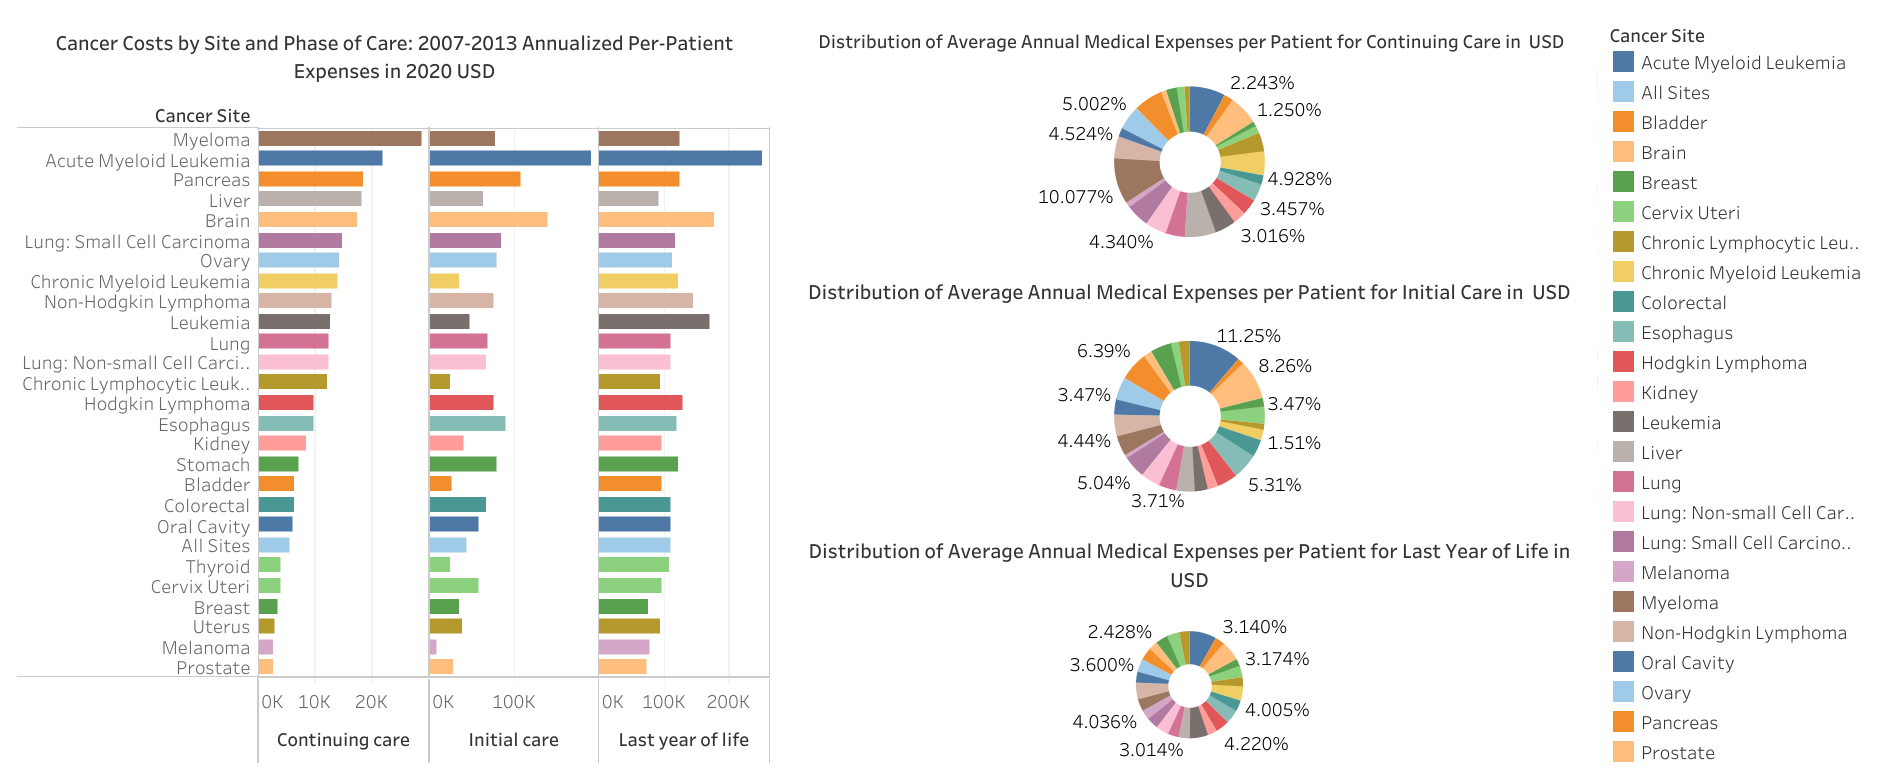 Cancer Costs by Site and Phase of Care: 2007-2013 Annualized Per-Patient
Expenses in 2020 USD
Cancer Site
Myeloma
Acute Myeloid Leukemia
Pancreas
Liver
Brain
Lung: Small Cell Carcinoma
Ovary
Chronic Myeloid Leukemia
Non-Hodgkin Lymphoma
Leukemia
Lung
Lung: Non-small Cell Carci..
Chronic Lymphocytic Leuk..
Hodgkin Lymphoma
Esophagus
Kidney
Stomach
Bladder
Colorectal
Oral Cavity
All Sites
Thyroid
Cervix Uteri
Breast
Uterus
Melanoma
Prostate
0K 10K 20K 0K 100K 0K 100K 200K
Continuing care Initial care Last year of life
Distribution of Average Annual Medical Expenses per Patient for Continuing Care in USD
2.243%
5.002%
1.250%
4.524%
4.928%
10.077%
3.457%
3.016%
4.340%
Distribution of Average Annual Medical Expenses per Patient for Initial Care in USD
11.25%
6.39%
8.26%
3.47%
3.47%
4.44%
1.51%
5.04%
5.31%
3.71%
Distribution of Average Annual Medical Expenses per Patient for Last Year of Life in
USD
3.140%
2.428%
3.174%
3.600%
4.005%
4.036%
4.220%
3.014%
Cancer Site
Acute Myeloid Leukemia
All Sites
Bladder
Brain
Breast
Cervix Uteri
Chronic Lymphocytic Leu..
Chronic Myeloid Leukemia
Colorectal
Esophagus
Hodgkin Lymphoma
Kidney
Leukemia
Liver
Lung
Lung: Non-small Cell Car..
Lung: Small Cell Carcino..
Melanoma
Myeloma
Non-Hodgkin Lymphoma
Oral Cavity
Ovary
Pancreas
Prostate